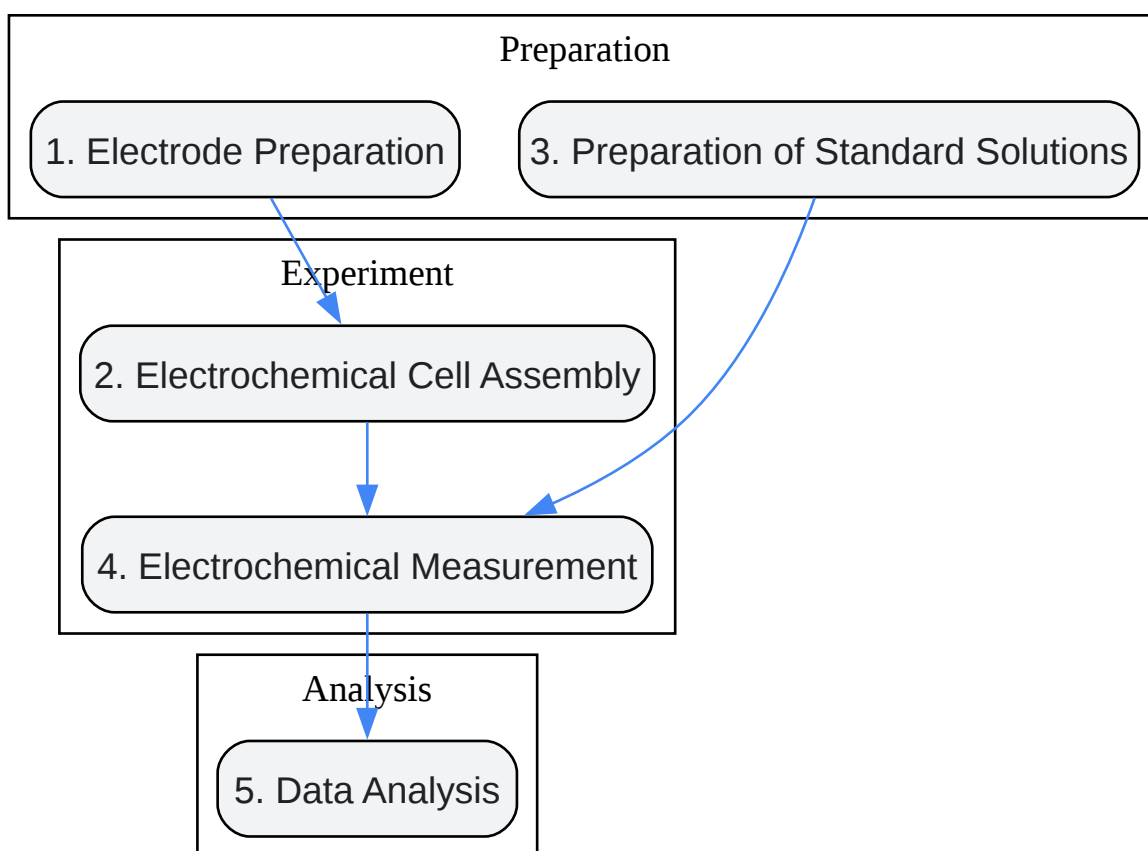 Preparation
1. Electrode Preparation
3. Preparation of Standard Solutions
Experiment
2. Electrochemical Cell Assembly
4. Electrochemical Measurement
Analysis
5. Data Analysis